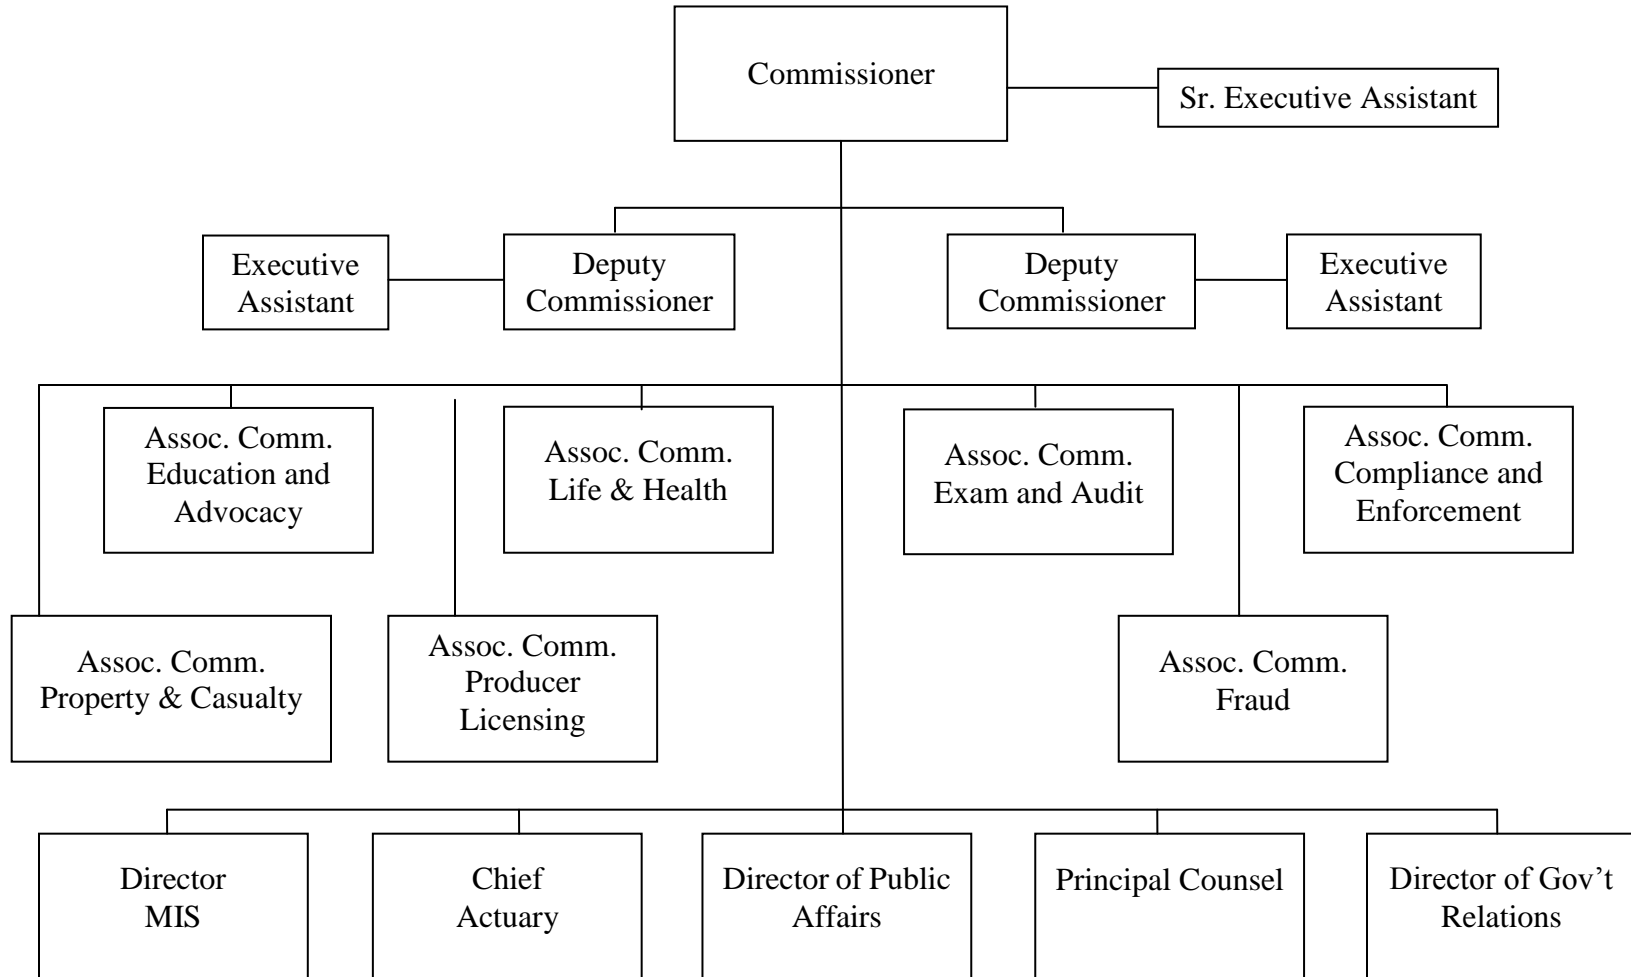 Commissioner
Sr. Executive Assistant
Executive
Assistant
Deputy
Commissioner
Deputy
Commissioner
Executive
Assistant
Assoc. Comm.
Education and
Advocacy
Assoc. Comm.
Life & Health
Assoc. Comm.
Exam and Audit
Assoc. Comm.
Compliance and
Enforcement
Assoc. Comm.
Property & Casualty
Assoc. Comm.
Producer
Licensing
Assoc. Comm.
Fraud
Director
MIS
Chief
Actuary
Director of Public
Affairs
Principal Counsel
Director of Gov’t
Relations